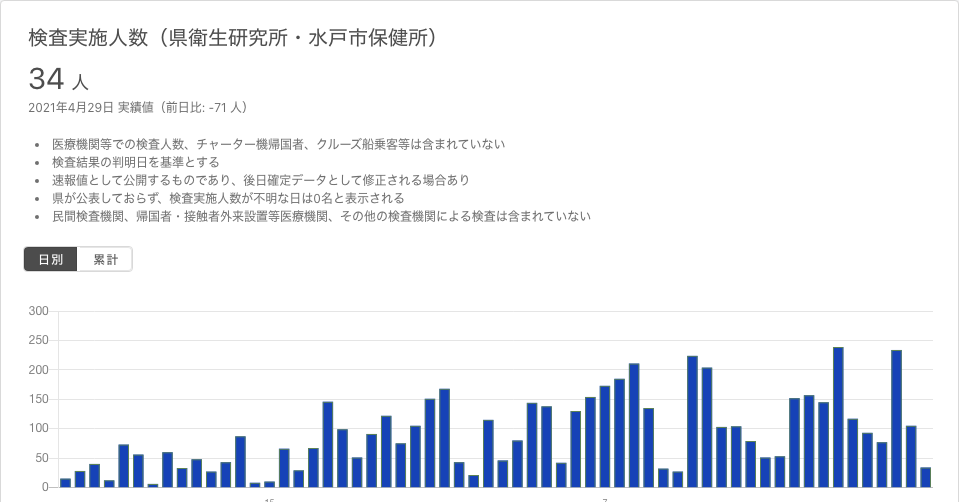 検査実施人数（県衛生研究所・水戸市保健所）
34 人
2021年4月29日 実績値（前日比: -71 人）
• 医療機関等での検査人数、チャーター機帰国者、クルーズ船乗客等は含まれていない
• 検査結果の判明日を基準とする
• 速報値として公開するものであり、後日確定データとして修正される場合あり
• 県が公表しておらず、検査実施人数が不明な日は0名と表示される
• 民間検査機関、帰国者・接触者外来設置等医療機関、その他の検査機関による検査は含まれていない
日別 累計
300
250
200
150
100
50
0